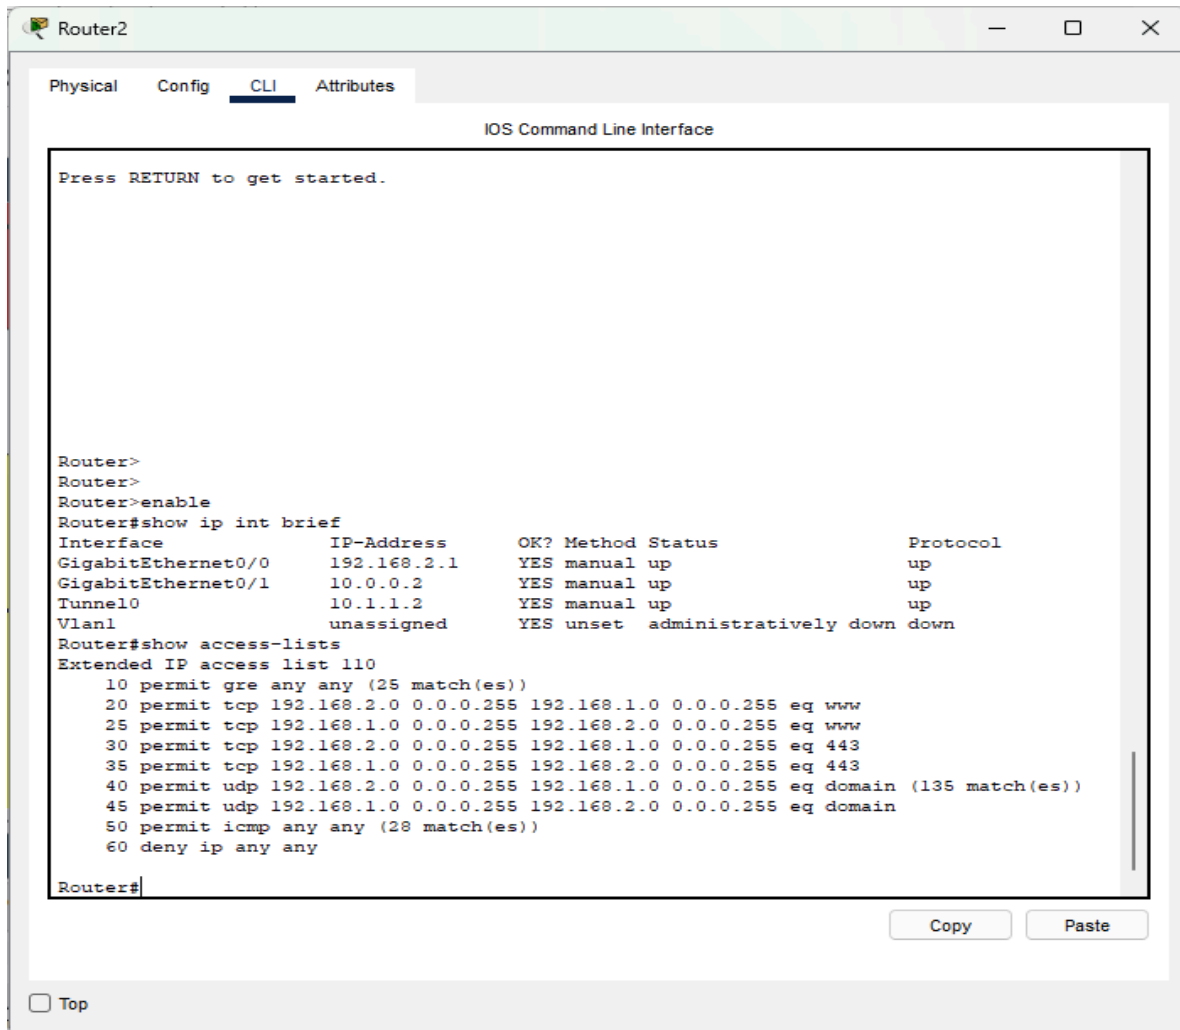 Router2
Physical Config CLI Attributes
IOS Command Line Interface
Press RETURN to get started.
Router>
Router>
Router>enable
Router#show ip int brief
Interface IP-Address OK? Method Status Protocol
GigabitEthernet0/0 192.168.2.1 YES manual up up
GigabitEthernet0/1 10.0.0.2 YES manual up up
Tunnel0 10.1.1.2 YES manual up up
Vlan1 unassigned YES unset administratively down down
Router#show access-lists
Extended IP access list 110
10 permit gre any any (25 match(es))
20 permit tcp 192.168.2.0 0.0.0.255 192.168.1.0 0.0.0.255 eq www
25 permit tcp 192.168.1.0 0.0.0.255 192.168.2.0 0.0.0.255 eq www
30 permit tcp 192.168.2.0 0.0.0.255 192.168.1.0 0.0.0.255 eq 443
35 permit tcp 192.168.1.0 0.0.0.255 192.168.2.0 0.0.0.255 eq 443
40 permit udp 192.168.2.0 0.0.0.255 192.168.1.0 0.0.0.255 eq domain (135 match(es))
45 permit udp 192.168.1.0 0.0.0.255 192.168.2.0 0.0.0.255 eq domain
50 permit icmp any any (28 match(es))
60 deny ip any any
Router#
Copy Paste
Top